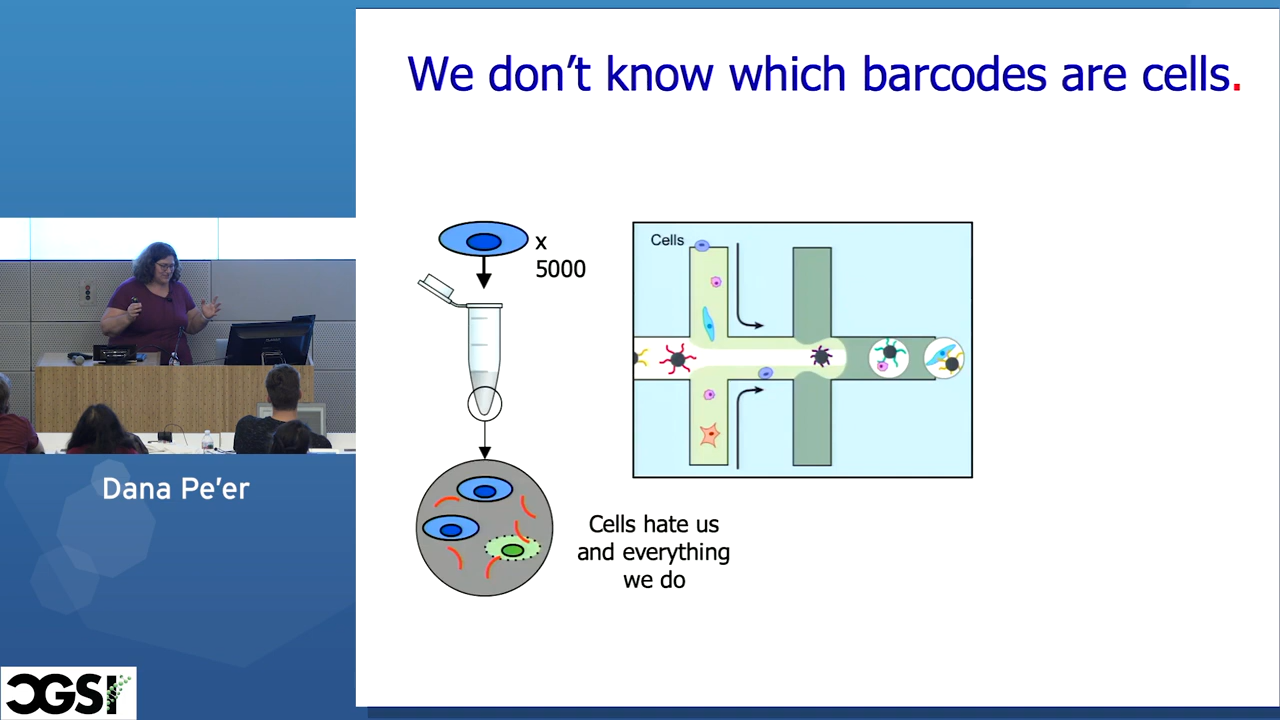 We don't know which barcodes are cells.
x
5000
Cells
Cells hate us
and everything
we do
Dana Pe'er
CGSI